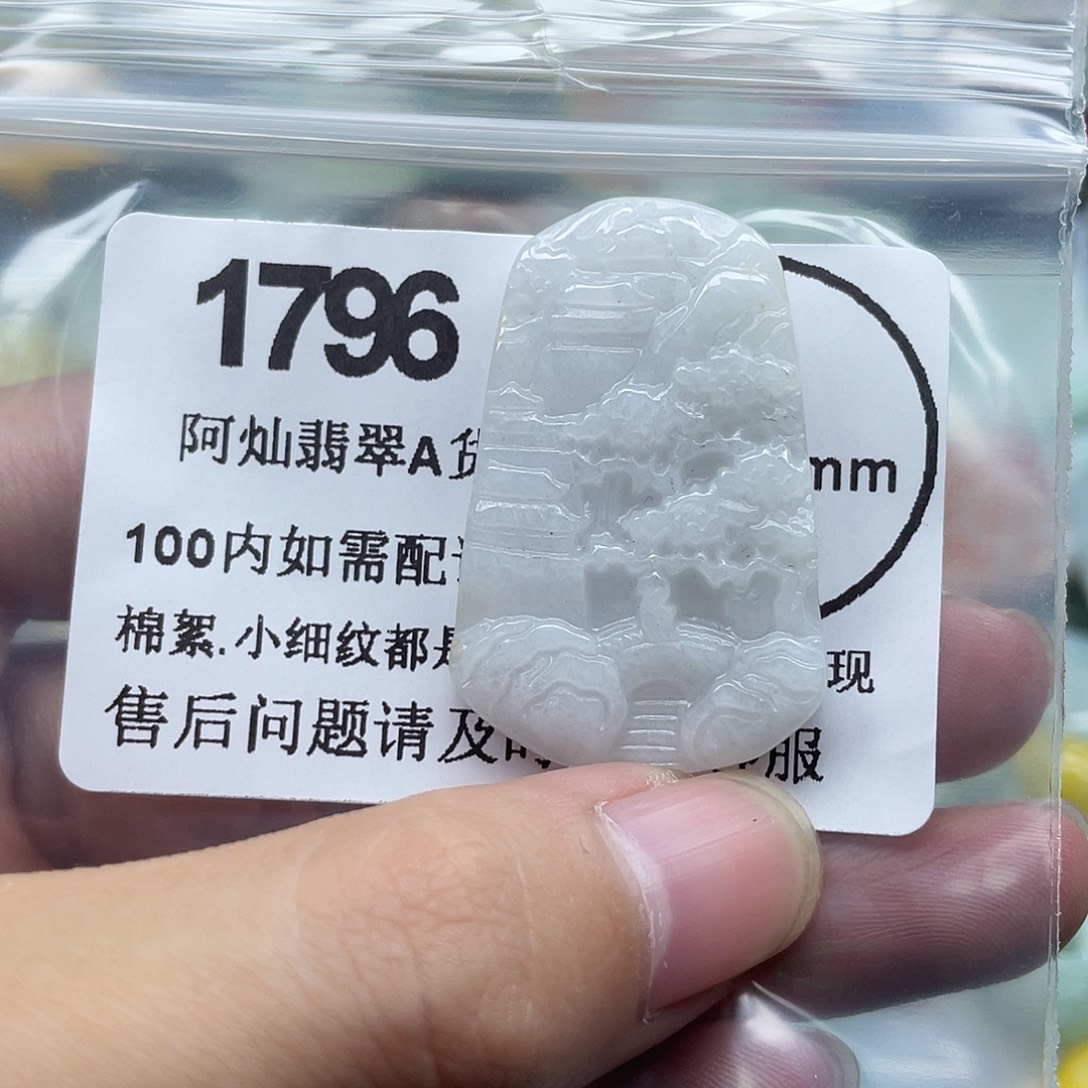 1796
阿灿翡翠A
mm
100内如需配
棉絮.小细纹都
现
售后问题请及
服